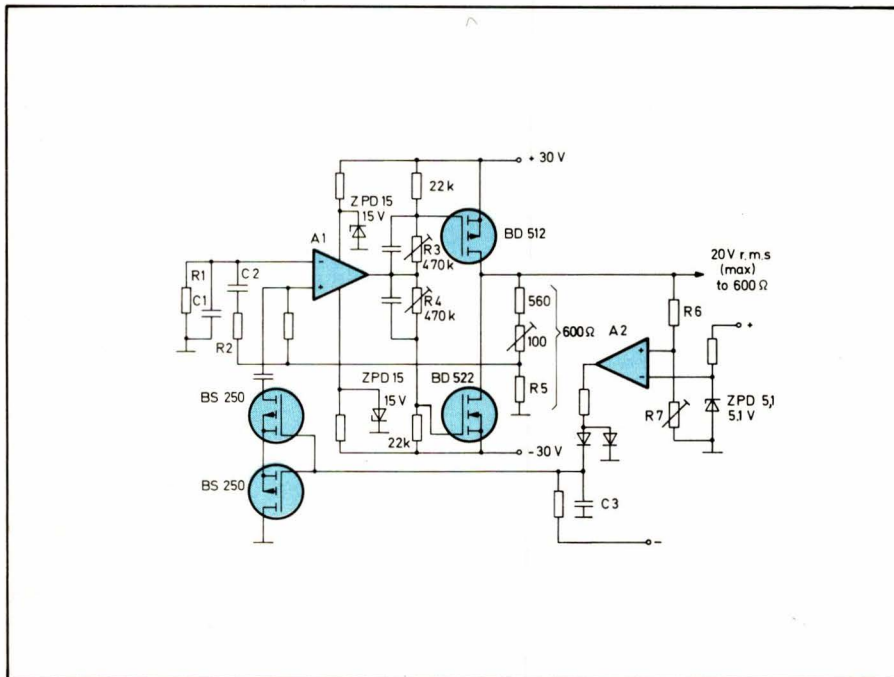 + 30 V
22 k
ZPD 15
15 V
BD 512
A1
R3
470 k
20 V r. m. s
(max)
to 600 Ω
R1
C2
C1
R4
470 k
R2
560
100
600 Ω
A2
R6
+
R5
R7
ZPD 5,1
5.1 V
BS 250
ZPD 15
15 V
BD 522
22k
- 30 V
BS 250
C3
-
+
-
+
-